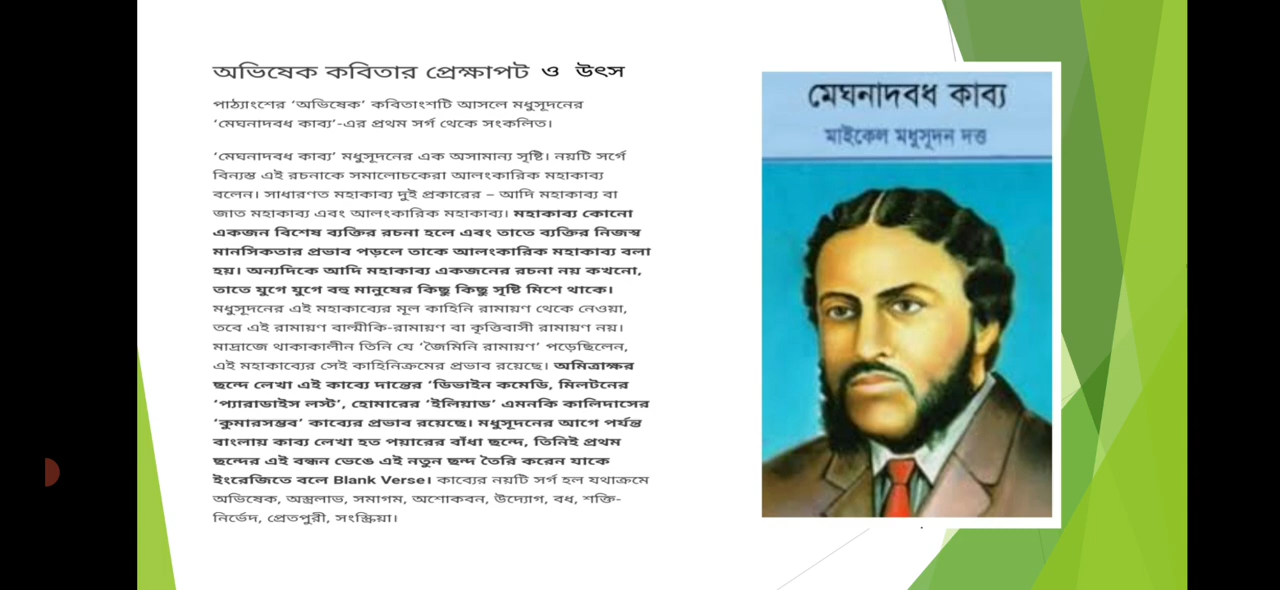 অভিষেক কবিতার প্রেক্ষাপট ও উৎস
পাঠ্যাংশের ‘অভিষেক’ কবিতাংশটি আসলে মধুসূদনের
‘মেঘনাদবধ কাব্য’-এর প্রথম সর্গ থেকে সংকলিত।
‘মেঘনাদবধ কাব্য’ মধুসূদনের এক অসামান্য সৃষ্টি। নয়টি সর্গে
বিন্যস্ত এই রচনাকে সমালোচকেরা আলংকারিক মহাকাব্য
বলেন। সাধারণত মহাকাব্য দুই প্রকারের – আদি মহাকাব্য বা
জাত মহাকাব্য এবং আলংকারিক মহাকাব্য। মহাকাব্য কোনো
একজন বিশেষ ব্যক্তির রচনা হলে এবং তাতে ব্যক্তির নিজস্ব
মানসিকতার প্রভাব পড়লে তাকে আলংকারিক মহাকাব্য বলা
হয়। অন্যদিকে আদি মহাকাব্য একজনের রচনা নয় কখনো,
তাতে যুগে যুগে বহু মানুষের কিছু কিছু সৃষ্টি মিশে থাকে।
মধুসূদনের এই মহাকাব্যের মূল কাহিনি রামায়ণ থেকে নেওয়া,
তবে এই রামায়ণ বাল্মীকি-রামায়ণ বা কৃত্তিবাসী রামায়ণ নয়।
মাদ্রাজে থাকাকালীন তিনি যে ‘জৈমিনি রামায়ণ’ পড়েছিলেন,
এই মহাকাব্যের সেই কাহিনিক্রমের প্রভাব রয়েছে। অমিত্রাক্ষর
ছন্দে লেখা এই কাব্যে দান্তের ‘ডিভাইন কমেডি, মিলটনের
‘প্যারাডাইস লস্ট’, হোমারের ‘ইলিয়াড’ এমনকি কালিদাসের
‘কুমারসম্ভব’ কাব্যের প্রভাব রয়েছে। মধুসূদনের আগে পর্যন্ত
বাংলায় কাব্য লেখা হত পয়ারের বাঁধা ছন্দে, তিনিই প্রথম
ছন্দের এই বন্ধন ভেঙে এই নতুন ছন্দ তৈরি করেন যাকে
ইংরেজিতে বলে Blank Verse। কাব্যের নয়টি সর্গ হল যথাক্রমে
অভিষেক, অস্ত্রলাভ, সমাগম, অশোকবন, উদ্যোগ, বধ, শক্তি-
নির্ভেদ, প্রেতপুরী, সংস্ক্রিয়া।
মেঘনাদবধ কাব্য
মাইকেল মধুসূদন দত্ত